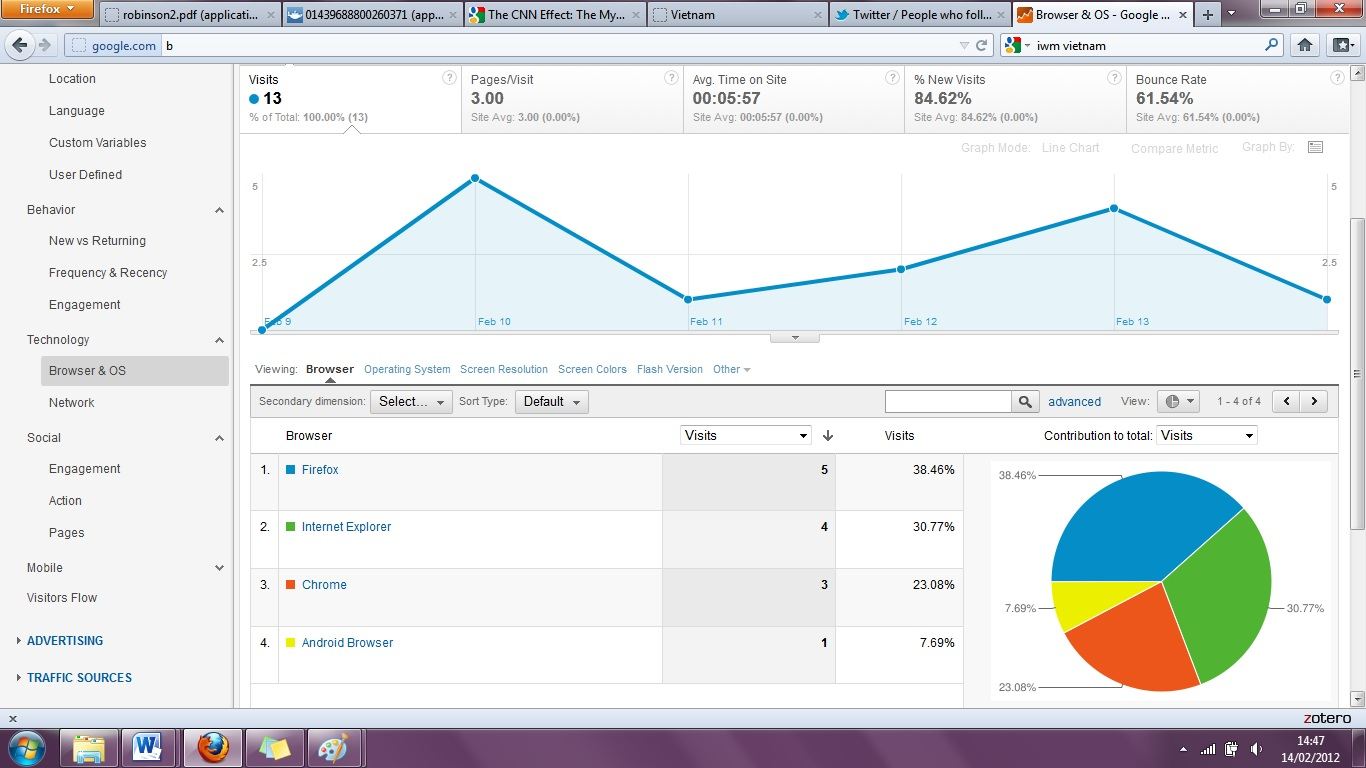 Firefox
robinson2.pdf (applicati...
01439688800260371 (app...
The CNN Effect: The My...
Vietnam
Twitter / People who foll...
Browser & OS - Google ...
google.com b
iwm vietnam
Location
Language
Custom Variables
User Defined
Behavior
New vs Returning
Frequency & Recency
Engagement
Technology
Browser & OS
Network
Social
Engagement
Action
Pages
Mobile
Visitors Flow
ADVERTISING
TRAFFIC SOURCES
Visits
13
% of Total: 100.00% (13)
Pages/Visit
3.00
Site Avg: 3.00 (0.00%)
Avg. Time on Site
00:05:57
Site Avg: 00:05:57 (0.00%)
% New Visits
84.62%
Site Avg: 84.62% (0.00%)
Bounce Rate
61.54%
Site Avg: 61.54% (0.00%)
Graph Mode: Line Chart Compare Metric Graph By:
5 5
2.5 2.5
Feb 9 Feb 10 Feb 11 Feb 12 Feb 13
Viewing: Browser Operating System Screen Resolution Screen Colors Flash Version Other
Secondary dimension: Select... Sort Type: Default advanced View: 1 - 4 of 4
Browser Visits Visits Contribution to total: Visits
1. Firefox 5 38.46%
2. Internet Explorer 4 30.77%
3. Chrome 3 23.08%
4. Android Browser 1 7.69%
38.46%
30.77%
7.69%
23.08%
zotero
14:47
14/02/2012